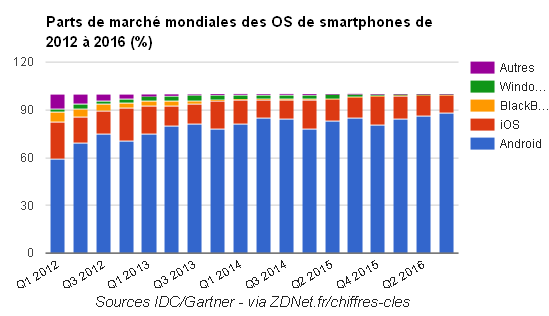 Parts de marché mondiales des OS de smartphones de
2012 à 2016 (%)
120
90
60
30
0
Autres
Windo...
BlackB...
iOS
Android
Q1 2012
Q3 2012
Q1 2013
Q3 2013
Q1 2014
Q3 2014
Q2 2015
Q4 2015
Q2 2016
Sources IDC/Gartner - via ZDNet.fr/chiffres-cles